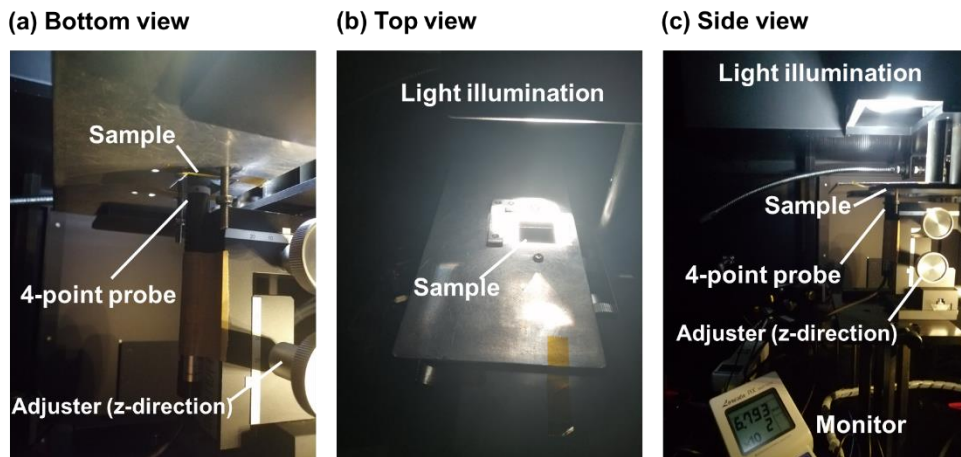 (a) Bottom view
(b) Top view
(c) Side view
Sample
4-point probe
Adjuster (z-direction)
Light illumination
Sample
Light illumination
Sample
4-point probe
Adjuster (z-direction)
Monitor
6.793
2